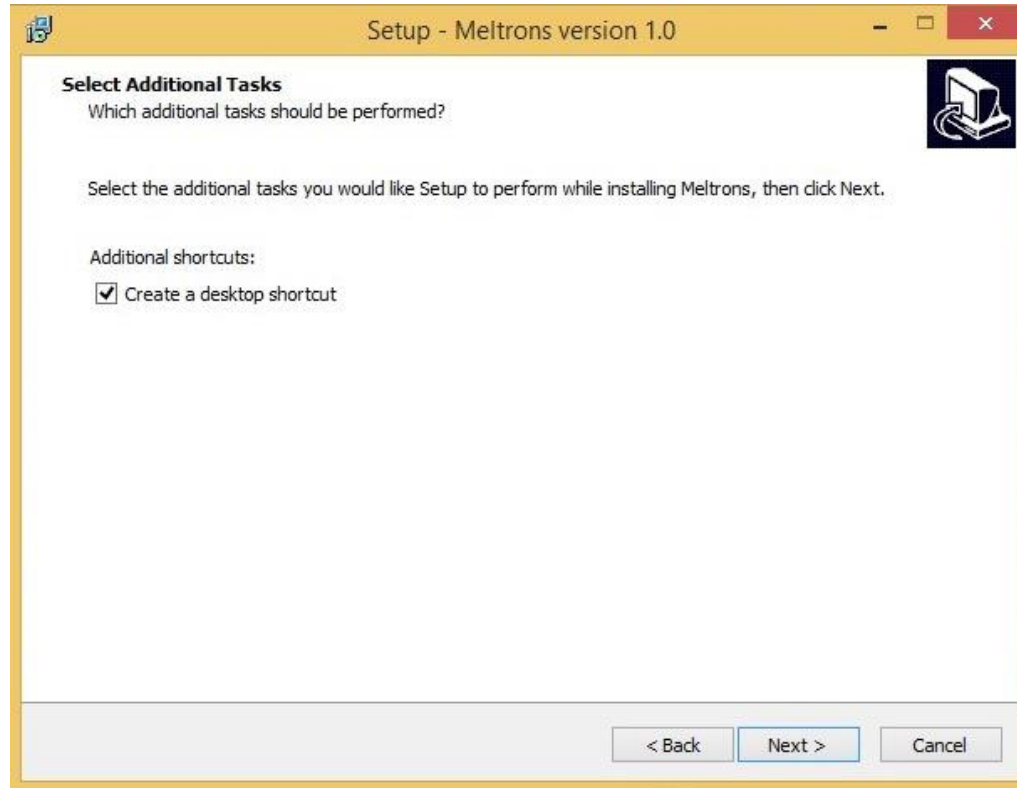 Setup - Meltrons version 1.0
Select Additional Tasks
Which additional tasks should be performed?
Select the additional tasks you would like Setup to perform while installing Meltrons, then click Next.
Additional shortcuts:
Create a desktop shortcut
< Back Next > Cancel